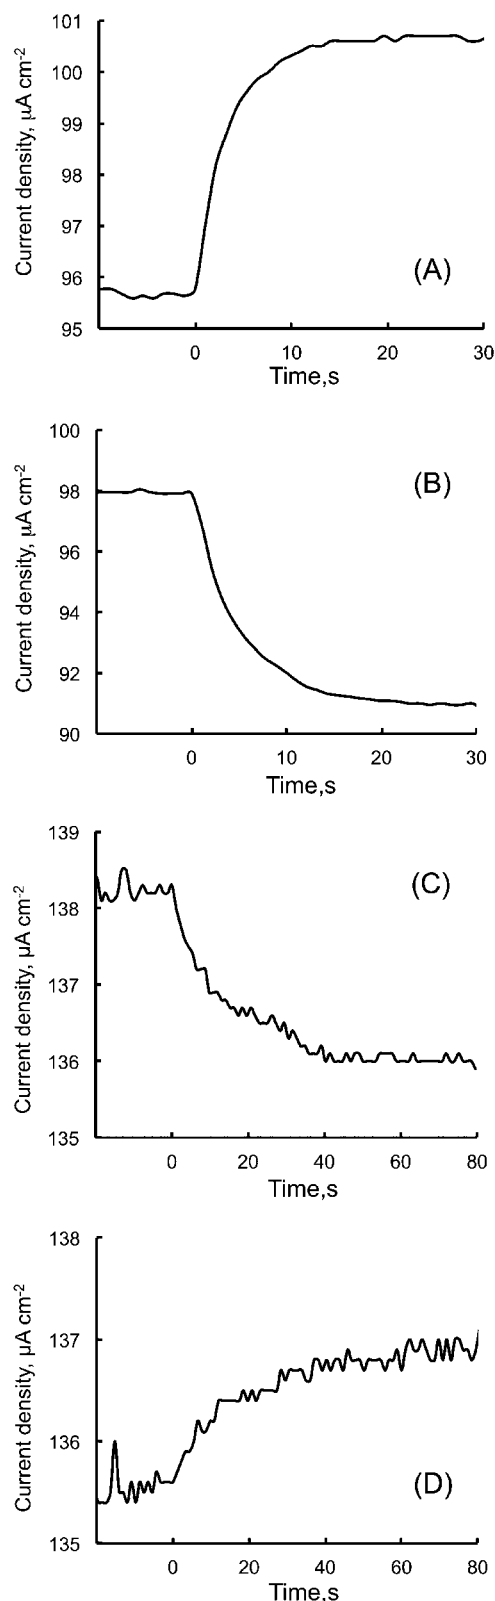 101
100
99
98
97
96
95
Current density, µA cm-2
(A)
0 10 20 30
Time,s
100
98
96
94
92
90
Current density, µA cm-2
(B)
0 10 20 30
Time,s
139
138
137
136
135
Current density, µA cm-2
(C)
0 20 40 60 80
Time,s
138
137
136
135
Current density, µA cm-2
(D)
0 20 40 60 80
Time,s